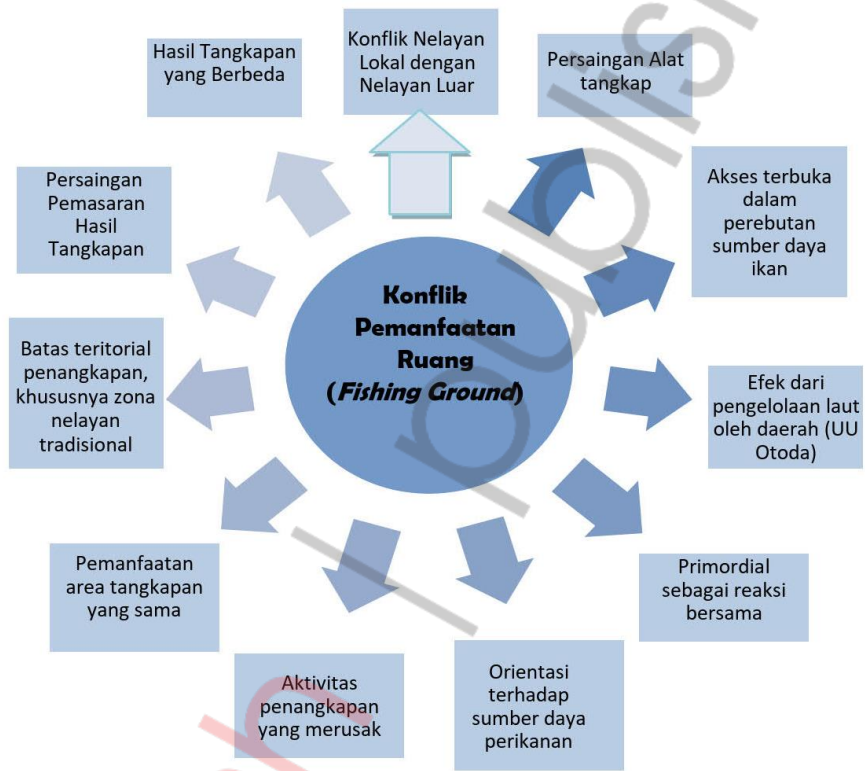 Konflik Nelayan
Lokal dengan
Nelayan Luar
Persaingan Alat
tangkap
Akses terbuka
dalam
perebutan
sumber daya
ikan
Efek dari
pengelolaan laut
oleh daerah (UU
Otoda)
Primordial
sebagai reaksi
bersama
Orientasi
terhadap
sumber daya
perikanan
Aktivitas
penangkapan
yang merusak
Pemanfaatan
area tangkapan
yang sama
Batas teritorial
penangkapan,
khususnya zona
nelayan
tradisional
Persaingan
Pemasaran
Hasil
Tangkapan
Hasil Tangkapan
yang Berbeda
Konflik
Pemanfaatan
Ruang
(Fishing Ground)